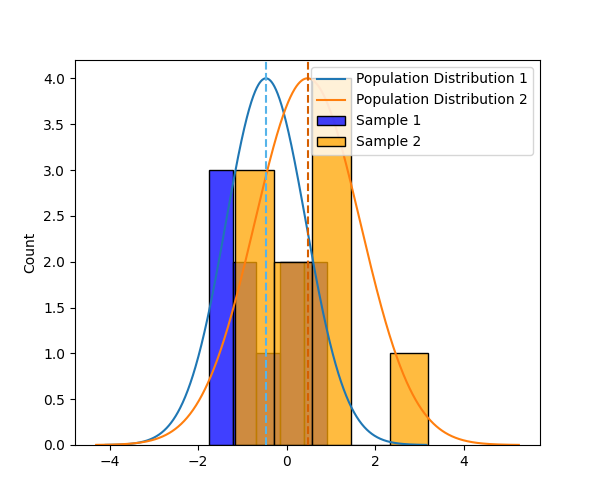 4.0
3.5
3.0
2.5
2.0
1.5
1.0
0.5
0.0
Count
−4
−2
0
2
4
Population Distribution 1
Population Distribution 2
Sample 1
Sample 2